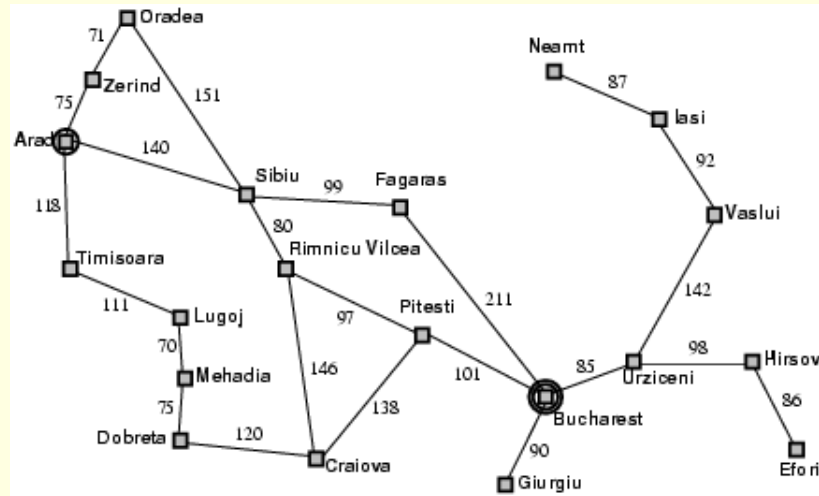 Oradea
71
Neamt
87
Zerind
151
75
Iasi
Arad
140
92
Sibiu
Fagaras
99
118
Vaslui
80
Timisoara
Rimnicu Vilcea
142
111
211
Lugoj
Pitesti
97
70
98
Hirsov
146
85
Mehadia
101
Urziceni
138
86
75
Bucharest
Dobreta
120
90
Craiova
Efori
Giurgiu